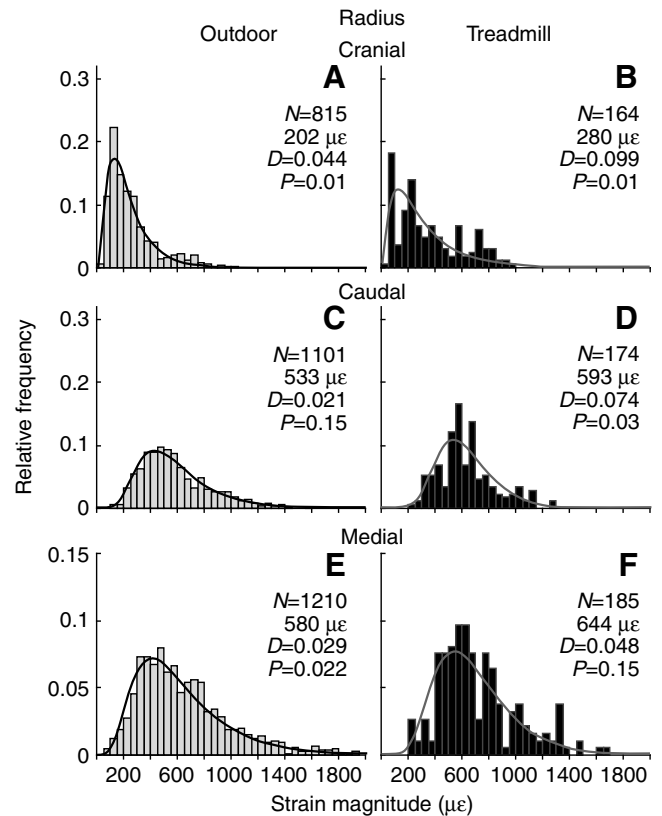 Radius
Outdoor Treadmill
Cranial
A B
0.3
N=815 N=164
202 µε 280 µε
0.2
D=0.044 D=0.099
P=0.01 P=0.01
0.1
0
Caudal
C D
0.3
N=1101 N=174
533 µε 593 µε
0.2
D=0.021 D=0.074
P=0.15 P=0.03
0.1
0
Relative frequency
Medial
0.15
E F
N=1210 N=185
0.1
580 µε 644 µε
D=0.029 D=0.048
P=0.022 P=0.15
0.05
0
200 600 1000 1400 1800 200 600 1000 1400 1800
Strain magnitude (µε)